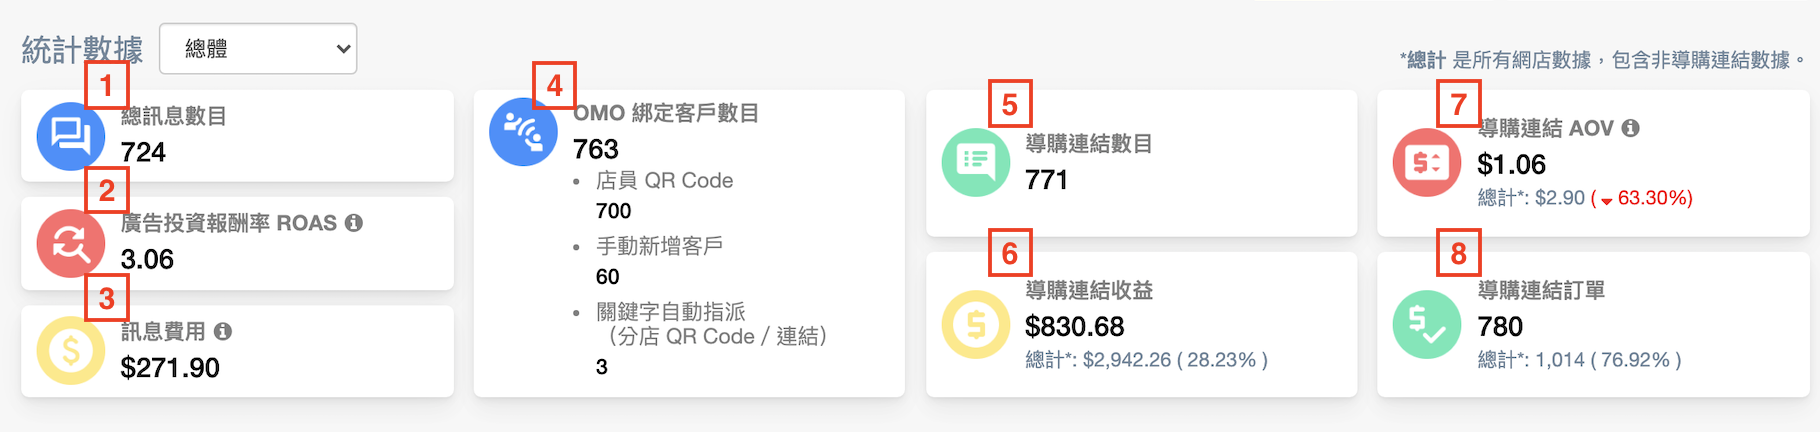 統計數據
總體
*總計 是所有網店數據，包含非導購連結數據。
1
總訊息數目
724
2
廣告投資報酬率 ROAS
3.06
3
訊息費用
$271.90
4
OMO 綁定客戶數目
763
• 店員 QR Code
700
• 手動新增客戶
60
• 關鍵字自動指派
（分店 QR Code / 連結）
3
5
導購連結數目
771
6
導購連結收益
$830.68
總計*: $2,942.26 ( 28.23% )
7
導購連結 AOV
$1.06
總計*: $2.90 ( 63.30%)
8
導購連結訂單
780
總計*: 1,014 ( 76.92% )